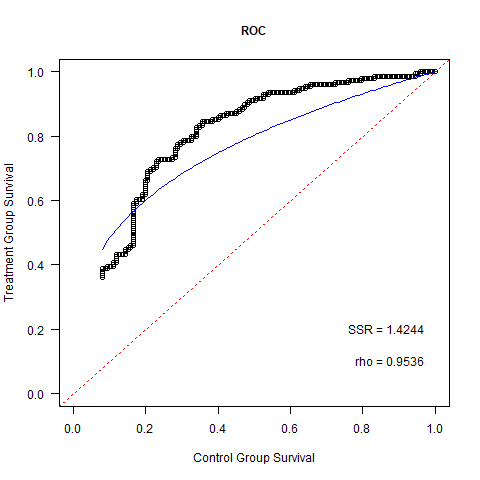 ROC
Treatment Group Survival
1.0
0.8
0.6
0.4
0.2
0.0
SSR = 1.4244
rho = 0.9536
0.0 0.2 0.4 0.6 0.8 1.0
Control Group Survival